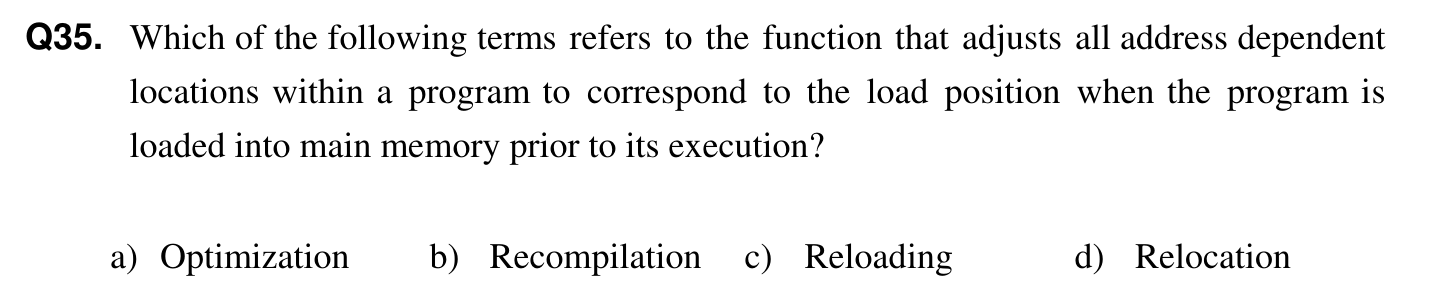 Q35. Which of the following terms refers to the function that adjusts all address dependent
locations within a program to correspond to the load position when the program is
loaded into main memory prior to its execution?
a) Optimization b) Recompilation c) Reloading d) Relocation